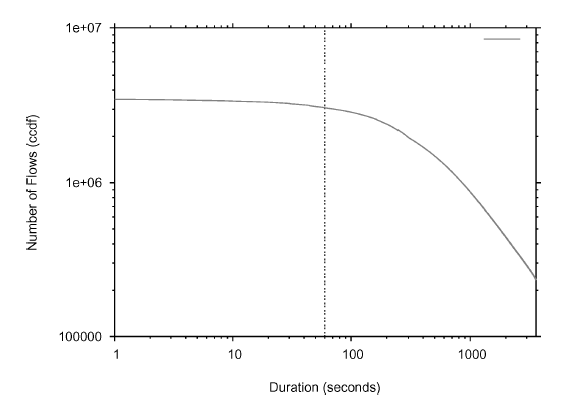 1e+07
1e+06
100000
Number of Flows (ccdf)
1
10
100
1000
Duration (seconds)